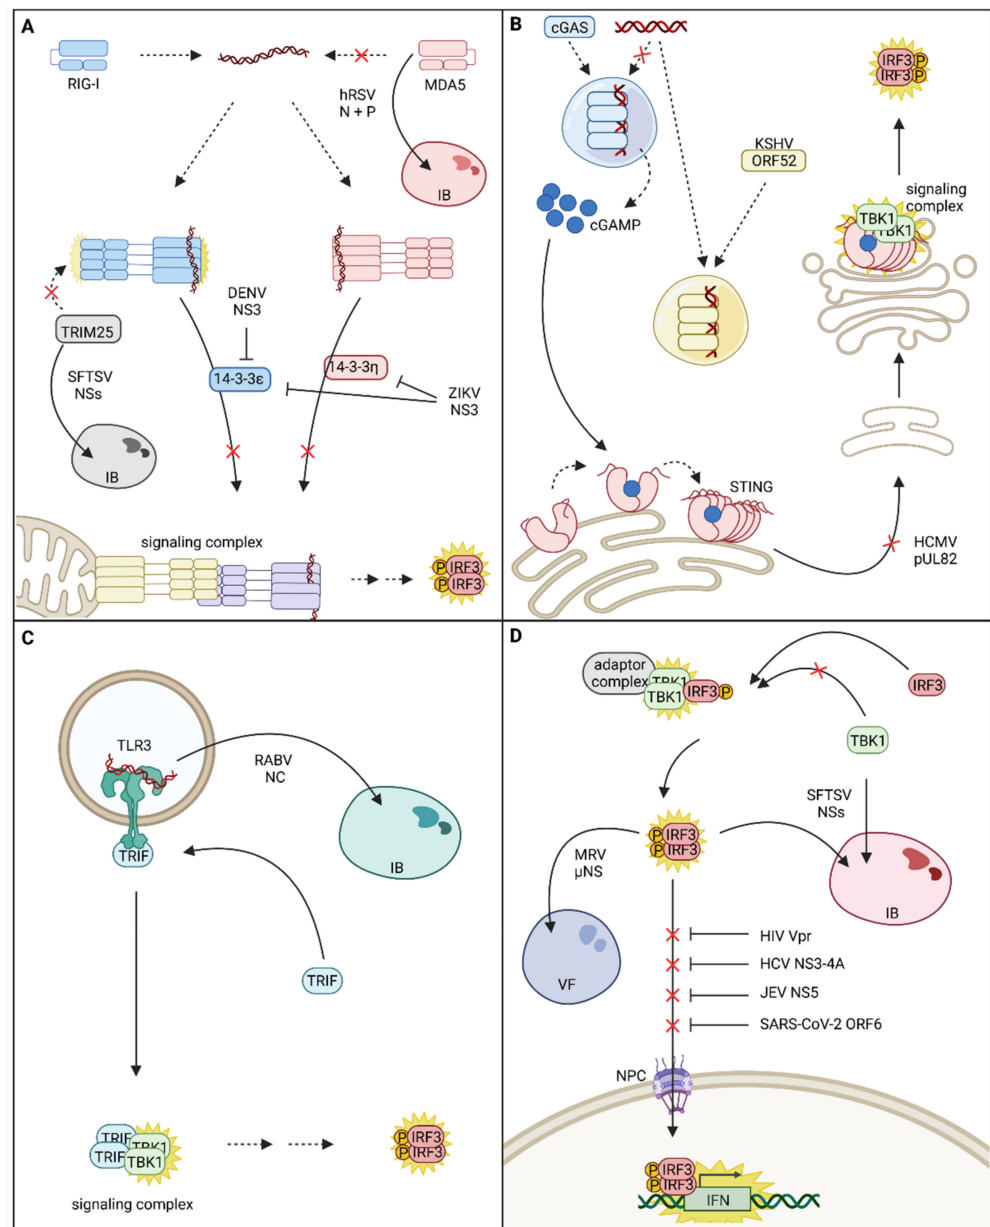 A
RIG-I
MDA5
hRSV
N + P
IB
DENV
NS3
TRIM25
14-3-3ε
14-3-3η
SFTSV
NSs
ZIKV
NS3
IB
signaling complex
P IRF3
P IRF3
B
cGAS
IRF3 P
IRF3 P
KSHV
ORF52
signaling
complex
TBK1
TBK1
cGAMP
STING
HCMV
pUL82
C
TLR3
RABV
NC
TRIF
IB
TRIF
TRIF
TRIF
TBK1
TBK1
P IRF3
P IRF3
signaling complex
D
adaptor
complex
TBK1
TBK1
IRF3 P
IRF3
TBK1
SFTSV
NSs
P IRF3
P IRF3
MRV
μNS
IB
VF
HIV Vpr
HCV NS3-4A
JEV NS5
SARS-CoV-2 ORF6
NPC
P IRF3
P IRF3
IFN